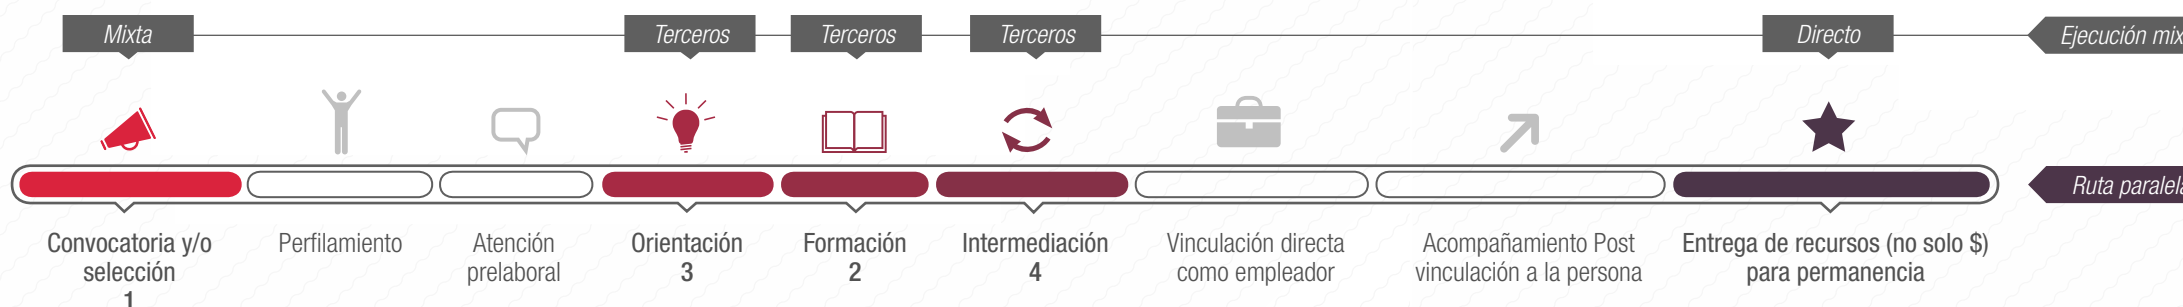 Mixta
Terceros
Terceros
Terceros
Directo
Ejecución mix
Ruta paralela
Convocatoria y/o
selección
1
Perfilamiento
Atención
prelaboral
Orientación
3
Formación
2
Intermediación
4
Vinculación directa
como empleador
Acompañamiento Post
vinculación a la persona
Entrega de recursos (no solo $)
para permanencia